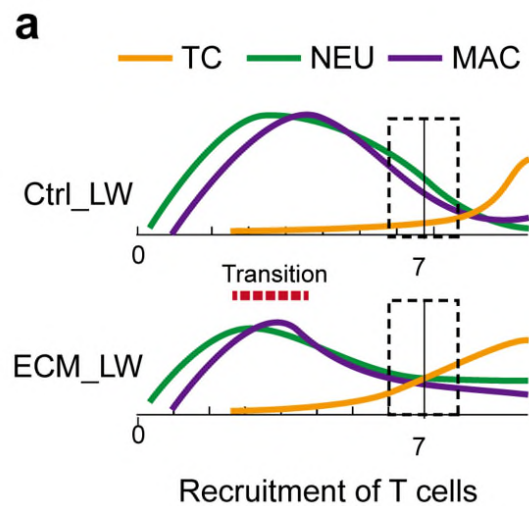 a
TC NEU MAC
Ctrl_LW
0 7
Transition
ECM_LW
0 7
Recruitment of T cells